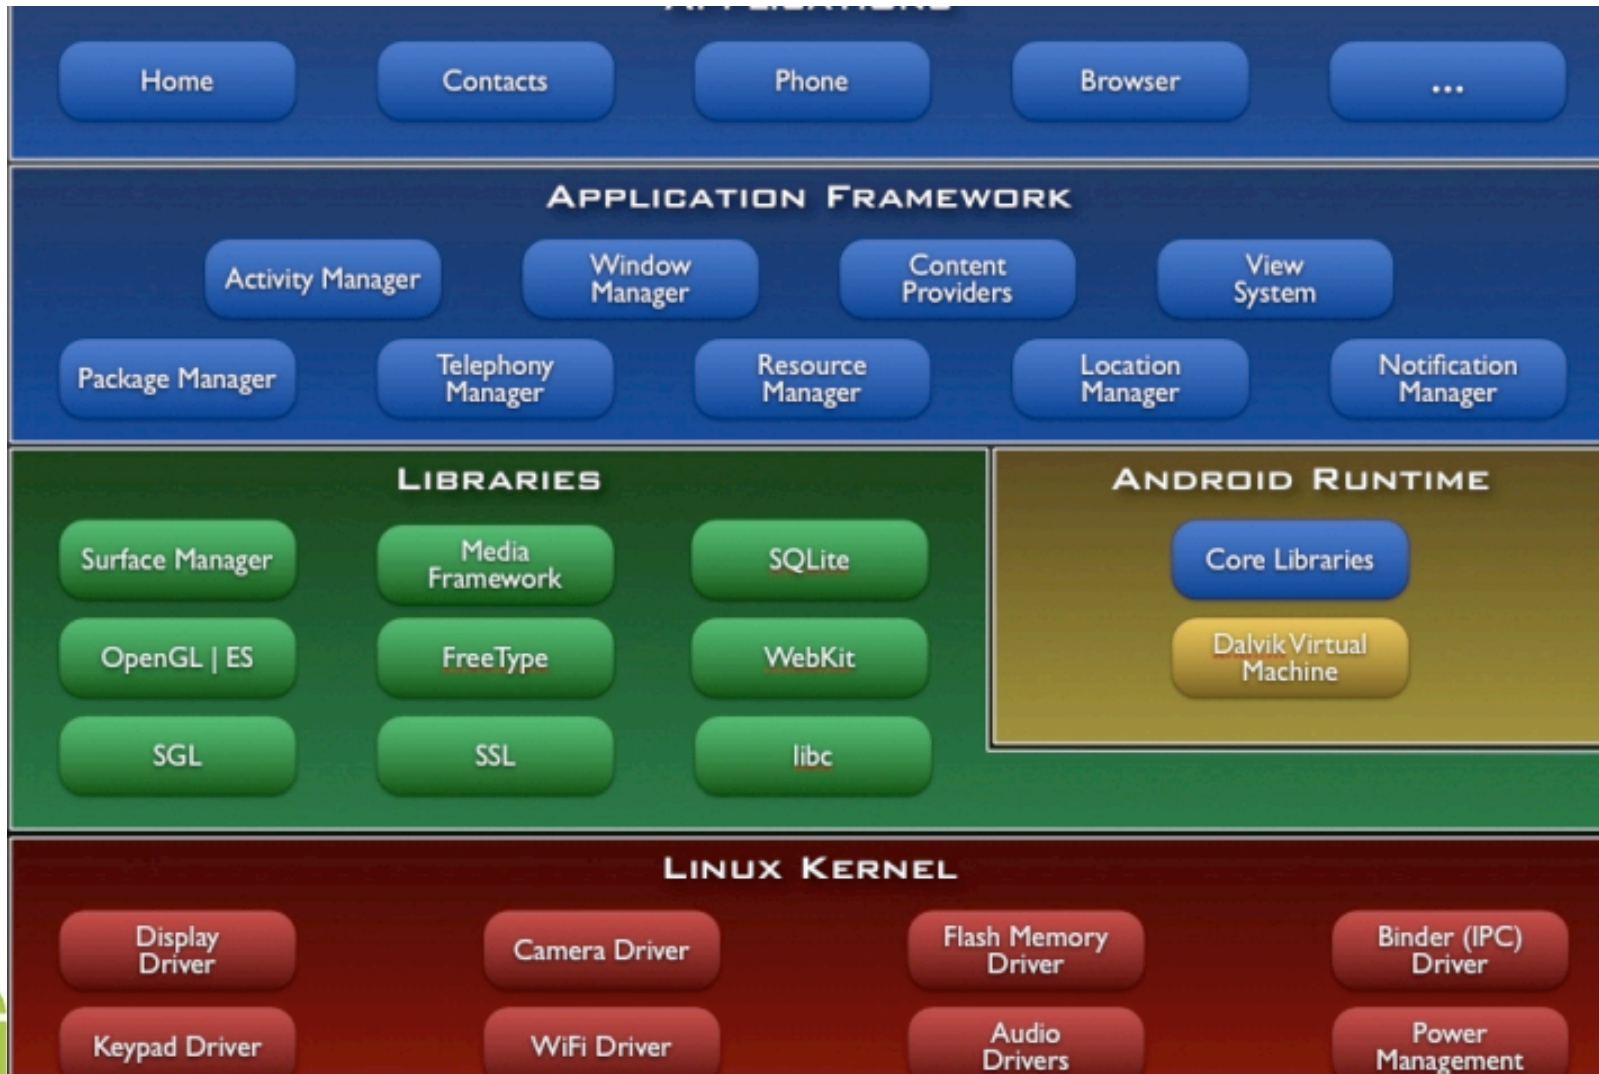 APPLICATIONS
Home
Contacts
Phone
Browser
...
APPLICATION FRAMEWORK
Activity Manager
Window
Manager
Content
Providers
View
System
Package Manager
Telephony
Manager
Resource
Manager
Location
Manager
Notification
Manager
LIBRARIES
ANDROID RUNTIME
Surface Manager
Media
Framework
SQLite
Core Libraries
OpenGL | ES
FreeType
WebKit
Dalvik Virtual
Machine
SGL
SSL
libc
LINUX KERNEL
Display
Driver
Camera Driver
Flash Memory
Driver
Binder (IPC)
Driver
Keypad Driver
WiFi Driver
Audio
Drivers
Power
Management